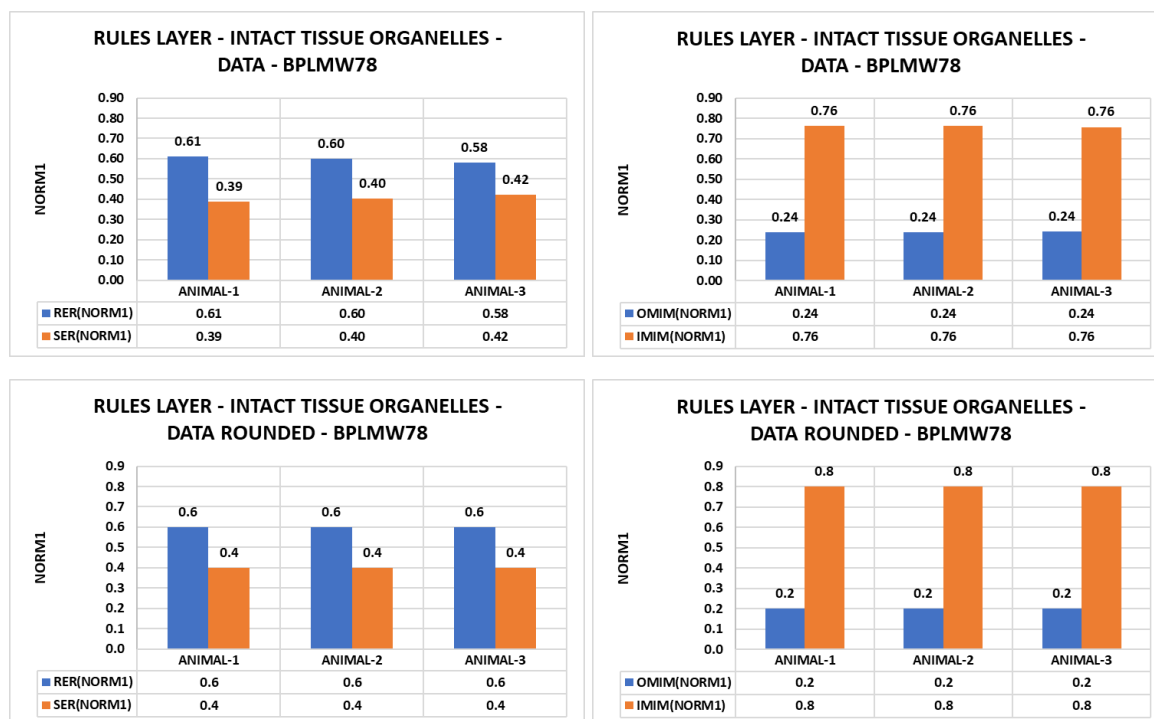 RULES LAYER - INTACT TISSUE ORGANELLES -
DATA - BPLMW78
NORM1
0.90
0.80
0.70
0.60
0.50
0.40
0.30
0.20
0.10
0.00
0.61
0.39
0.60
0.40
0.58
0.42
ANIMAL-1 ANIMAL-2 ANIMAL-3
RER(NORM1) 0.61 0.60 0.58
SER(NORM1) 0.39 0.40 0.42
RULES LAYER - INTACT TISSUE ORGANELLES -
DATA - BPLMW78
NORM1
0.90
0.80
0.70
0.60
0.50
0.40
0.30
0.20
0.10
0.00
0.24
0.76
0.24
0.76
0.24
0.76
ANIMAL-1 ANIMAL-2 ANIMAL-3
OMIM(NORM1) 0.24 0.24 0.24
IMIM(NORM1) 0.76 0.76 0.76
RULES LAYER - INTACT TISSUE ORGANELLES -
DATA ROUNDED - BPLMW78
NORM1
0.9
0.8
0.7
0.6
0.5
0.4
0.3
0.2
0.1
0.0
0.6
0.4
0.6
0.4
0.6
0.4
ANIMAL-1 ANIMAL-2 ANIMAL-3
RER(NORM1) 0.6 0.6 0.6
SER(NORM1) 0.4 0.4 0.4
RULES LAYER - INTACT TISSUE ORGANELLES -
DATA ROUNDED - BPLMW78
NORM1
0.9
0.8
0.7
0.6
0.5
0.4
0.3
0.2
0.1
0.0
0.2
0.8
0.2
0.8
0.2
0.8
ANIMAL-1 ANIMAL-2 ANIMAL-3
OMIM(NORM1) 0.2 0.2 0.2
IMIM(NORM1) 0.8 0.8 0.8